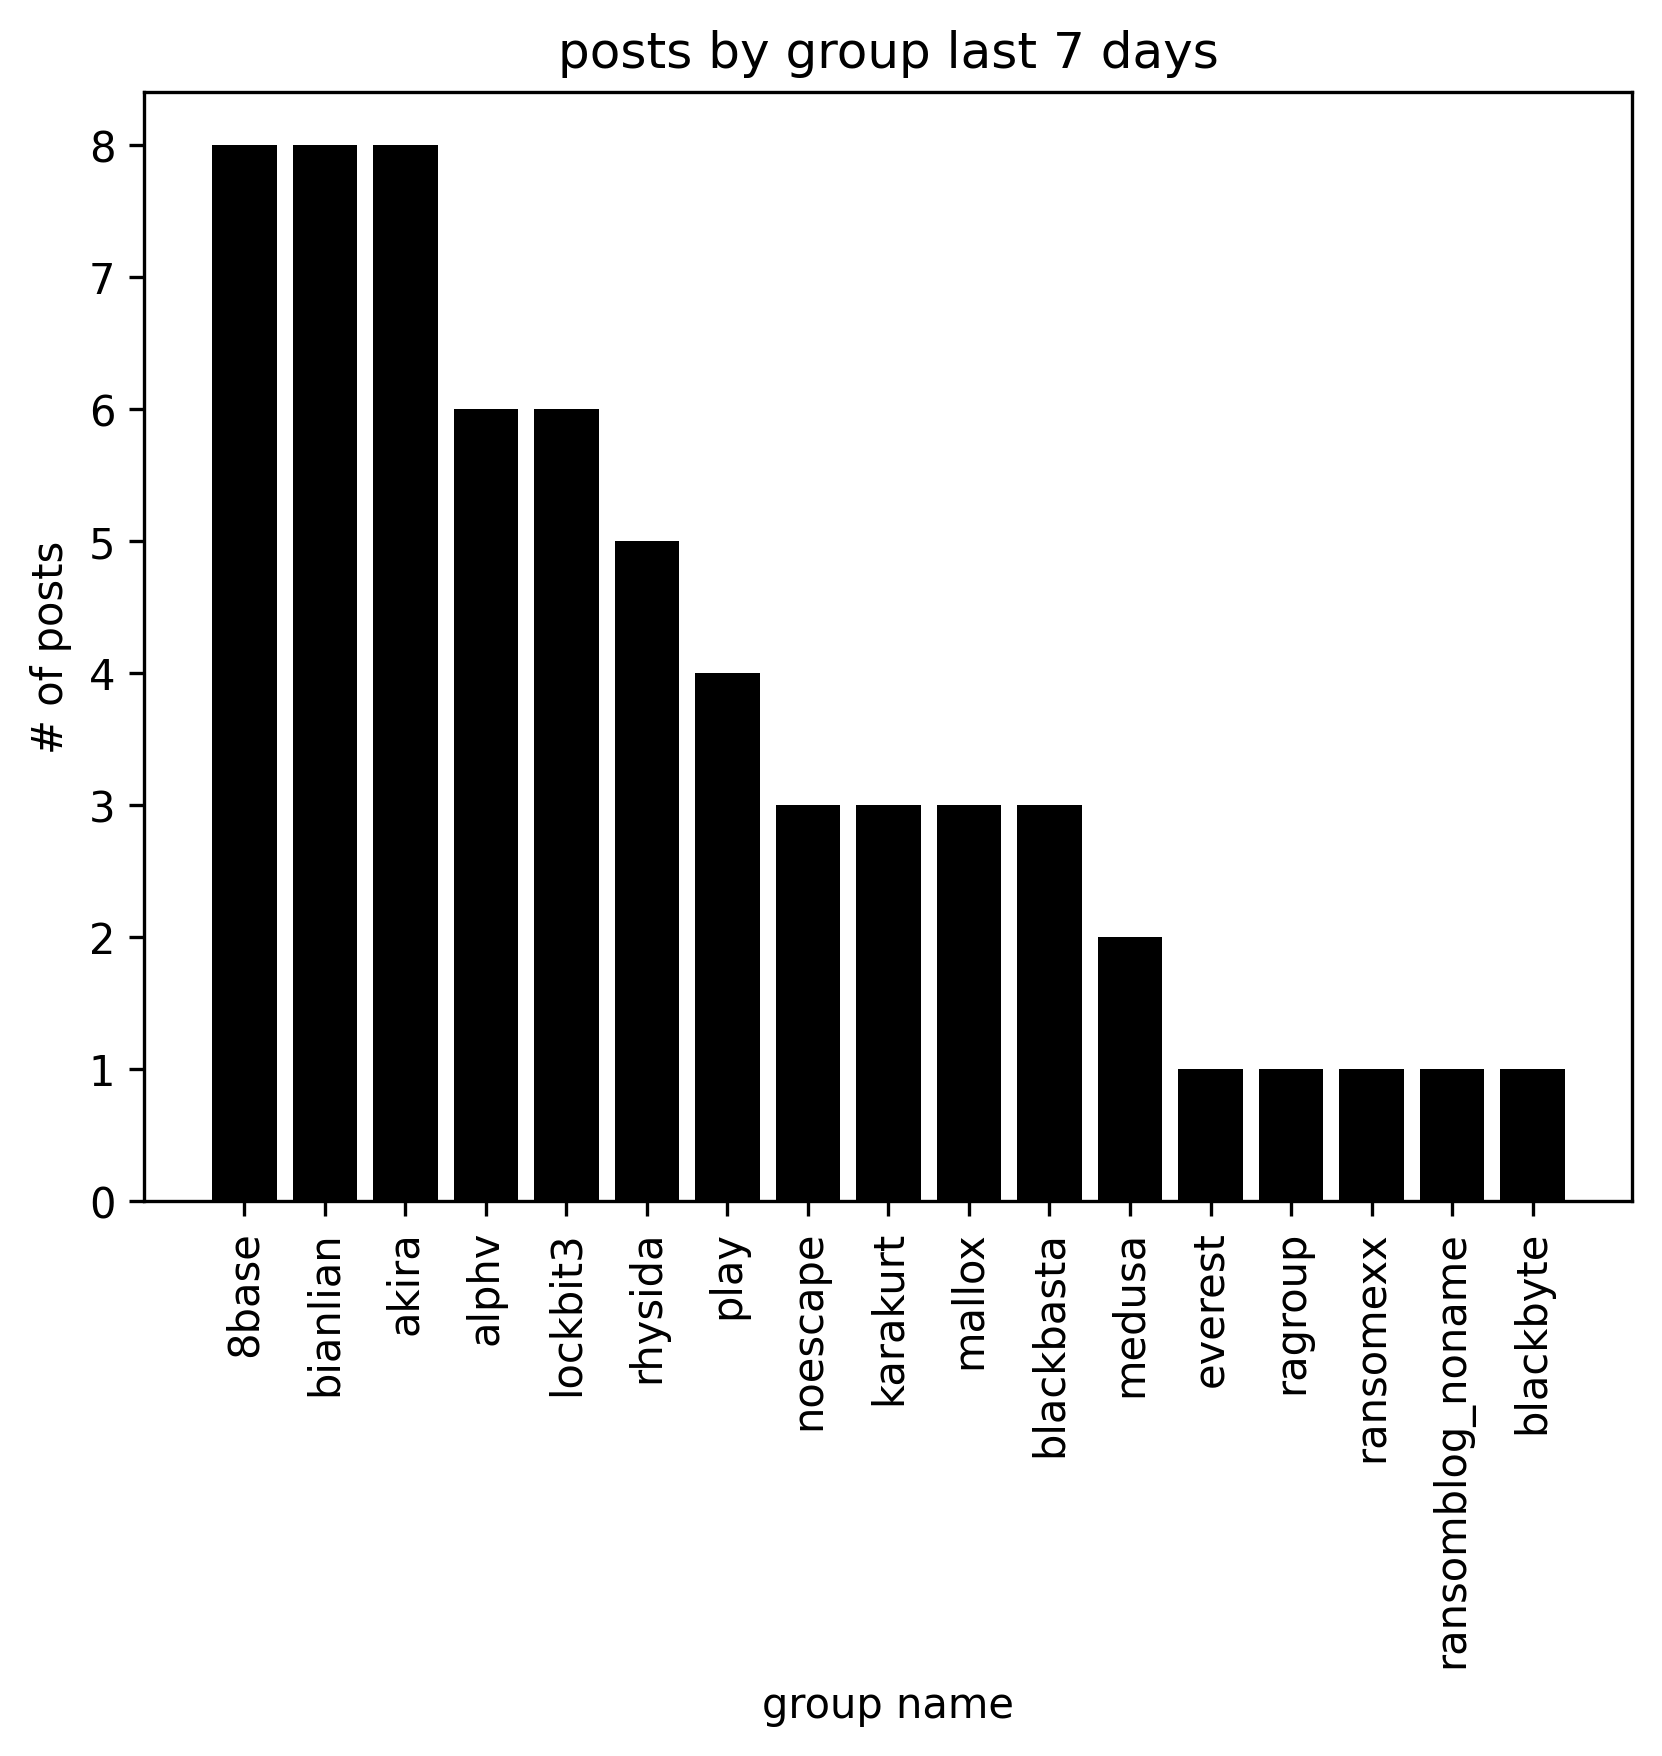 posts by group last 7 days
8
7
6
5
4
3
2
1
0
# of posts
8base
bianlian
akira
alphv
lockbit3
rhysida
play
noescape
karakurt
mallox
blackbasta
medusa
everest
ragroup
ransomexx
ransomblog_noname
blackbyte
group name